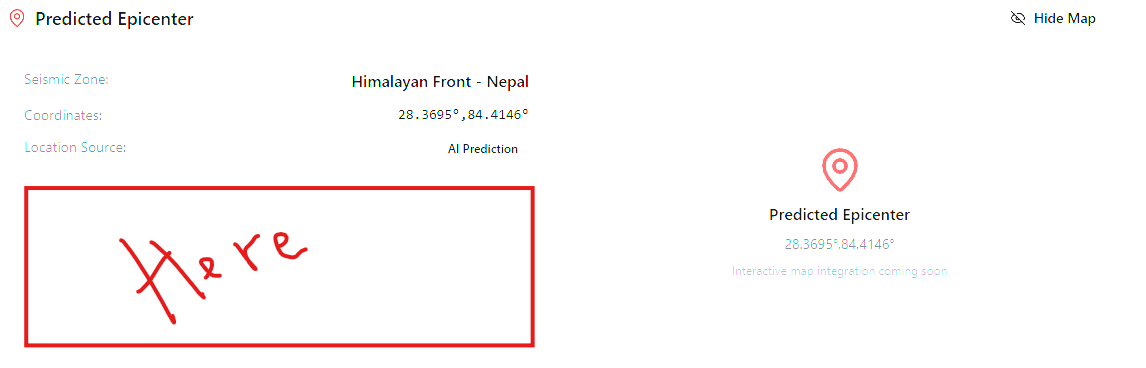 Predicted Epicenter
Hide Map
Seismic Zone:
Himalayan Front - Nepal
Coordinates:
28.3695°,84.4146°
Location Source:
AI Prediction
Here
Predicted Epicenter
28.3695°,84.4146°
Interactive map integration coming soon